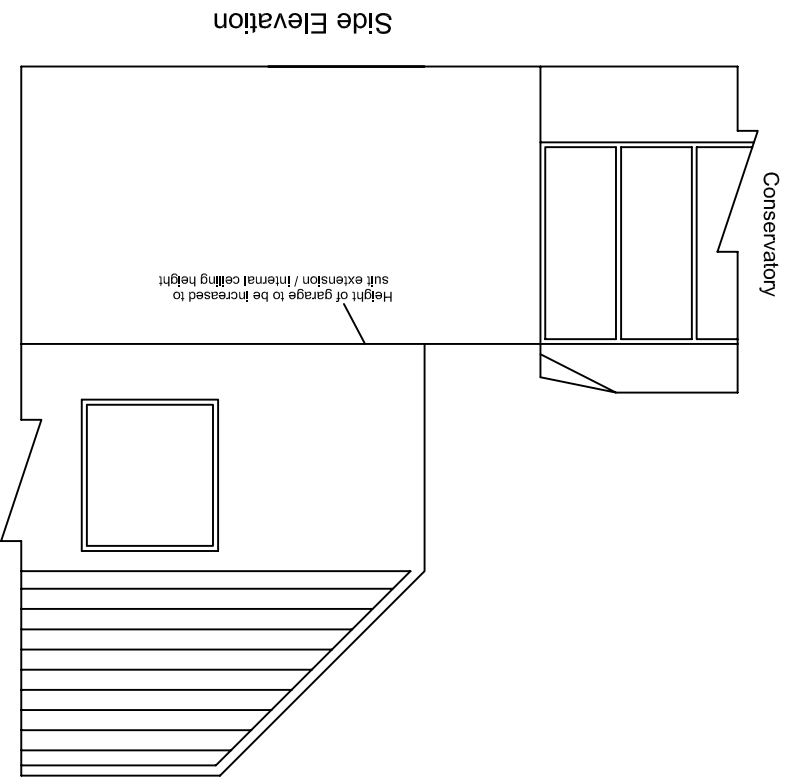 Conservatory
Height of garage to be increased to
suit extension / internal ceiling height
Side Elevation